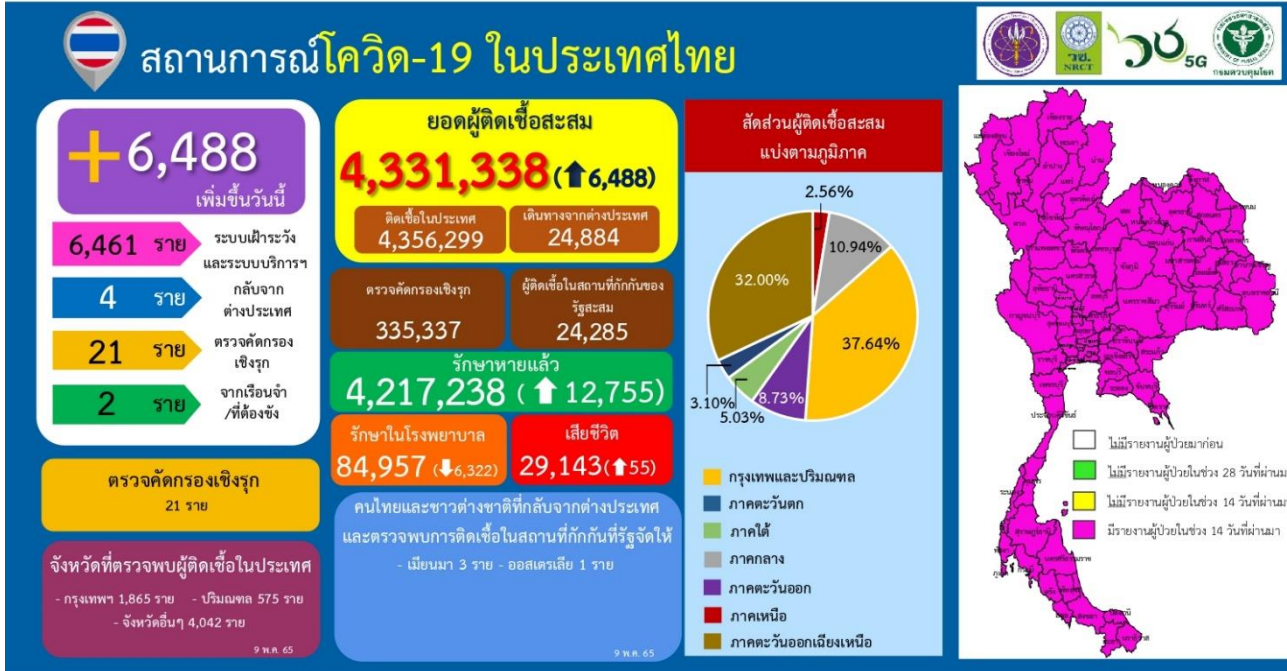 สถานการณ์โควิด-19 ในประเทศไทย
วช.
NRCT
5G
กรมควบคุมโรค
+6,488
เพิ่มขึ้นวันนี้
6,461 ราย
ระบบเฝ้าระวัง
และระบบบริการฯ
4 ราย
กลับจาก
ต่างประเทศ
21 ราย
ตรวจคัดกรอง
เชิงรุก
2 ราย
จากเรือนจำ
/ที่ต้องขัง
ตรวจคัดกรองเชิงรุก
21 ราย
จังหวัดที่ตรวจพบผู้ติดเชื้อในประเทศ
- กรุงเทพฯ 1,865 ราย - ปริมณฑล 575 ราย
- จังหวัดอื่นๆ 4,042 ราย
9 พ.ค. 65
ยอดผู้ติดเชื้อสะสม
4,331,338 (⬆6,488)
ติดเชื้อในประเทศ
4,356,299
เดินทางจากต่างประเทศ
24,884
ตรวจคัดกรองเชิงรุก
335,337
ผู้ติดเชื้อในสถานที่กักกันของ
รัฐสะสม
24,285
รักษาหายแล้ว
4,217,238 (⬆ 12,755)
รักษาในโรงพยาบาล
84,957 (⬇6,322)
เสียชีวิต
29,143(⬆55)
คนไทยและชาวต่างชาติที่กลับจากต่างประเทศ
และตรวจพบการติดเชื้อในสถานที่กักกันที่รัฐจัดให้
- เมียนมา 3 ราย - ออสเตรเลีย 1 ราย
9 พ.ค. 65
สัดส่วนผู้ติดเชื้อสะสม
แบ่งตามภูมิภาค
2.56%
10.94%
32.00%
37.64%
3.10%
5.03%
8.73%
กรุงเทพและปริมณฑล
ภาคตะวันตก
ภาคใต้
ภาคกลาง
ภาคตะวันออก
ภาคเหนือ
ภาคตะวันออกเฉียงเหนือ
ไม่มีรายงานผู้ป่วยมาก่อน
ไม่มีรายงานผู้ป่วยในช่วง 28 วันที่ผ่านมา
ไม่มีรายงานผู้ป่วยในช่วง 14 วันที่ผ่านมา
มีรายงานผู้ป่วยในช่วง 14 วันที่ผ่านมา